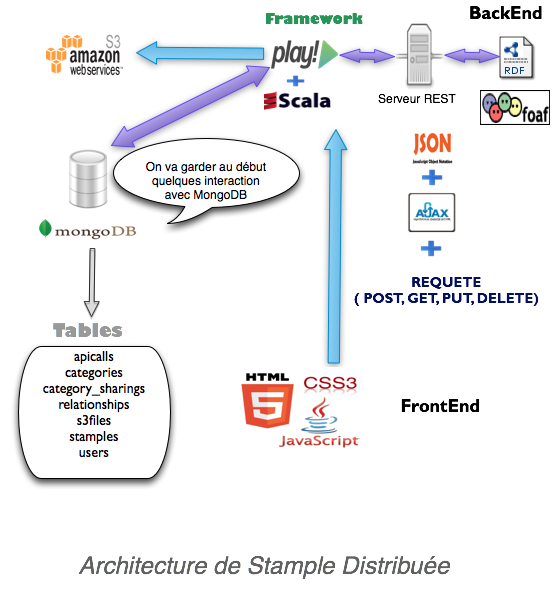 Framework
BackEnd
S3
amazon
webservices™
play!
+
Scala
Serveur REST
RDF
foaf
On va garder au début
quelques interaction
avec MongoDB
JSON
JavaScript Object Notation
+
AJAX
+
mongoDB
REQUETE
( POST, GET, PUT, DELETE)
Tables
apicalls
categories
category_sharings
relationships
s3files
stamples
users
HTML
5
CSS3
JavaScript
FrontEnd
Architecture de Stample Distribuée